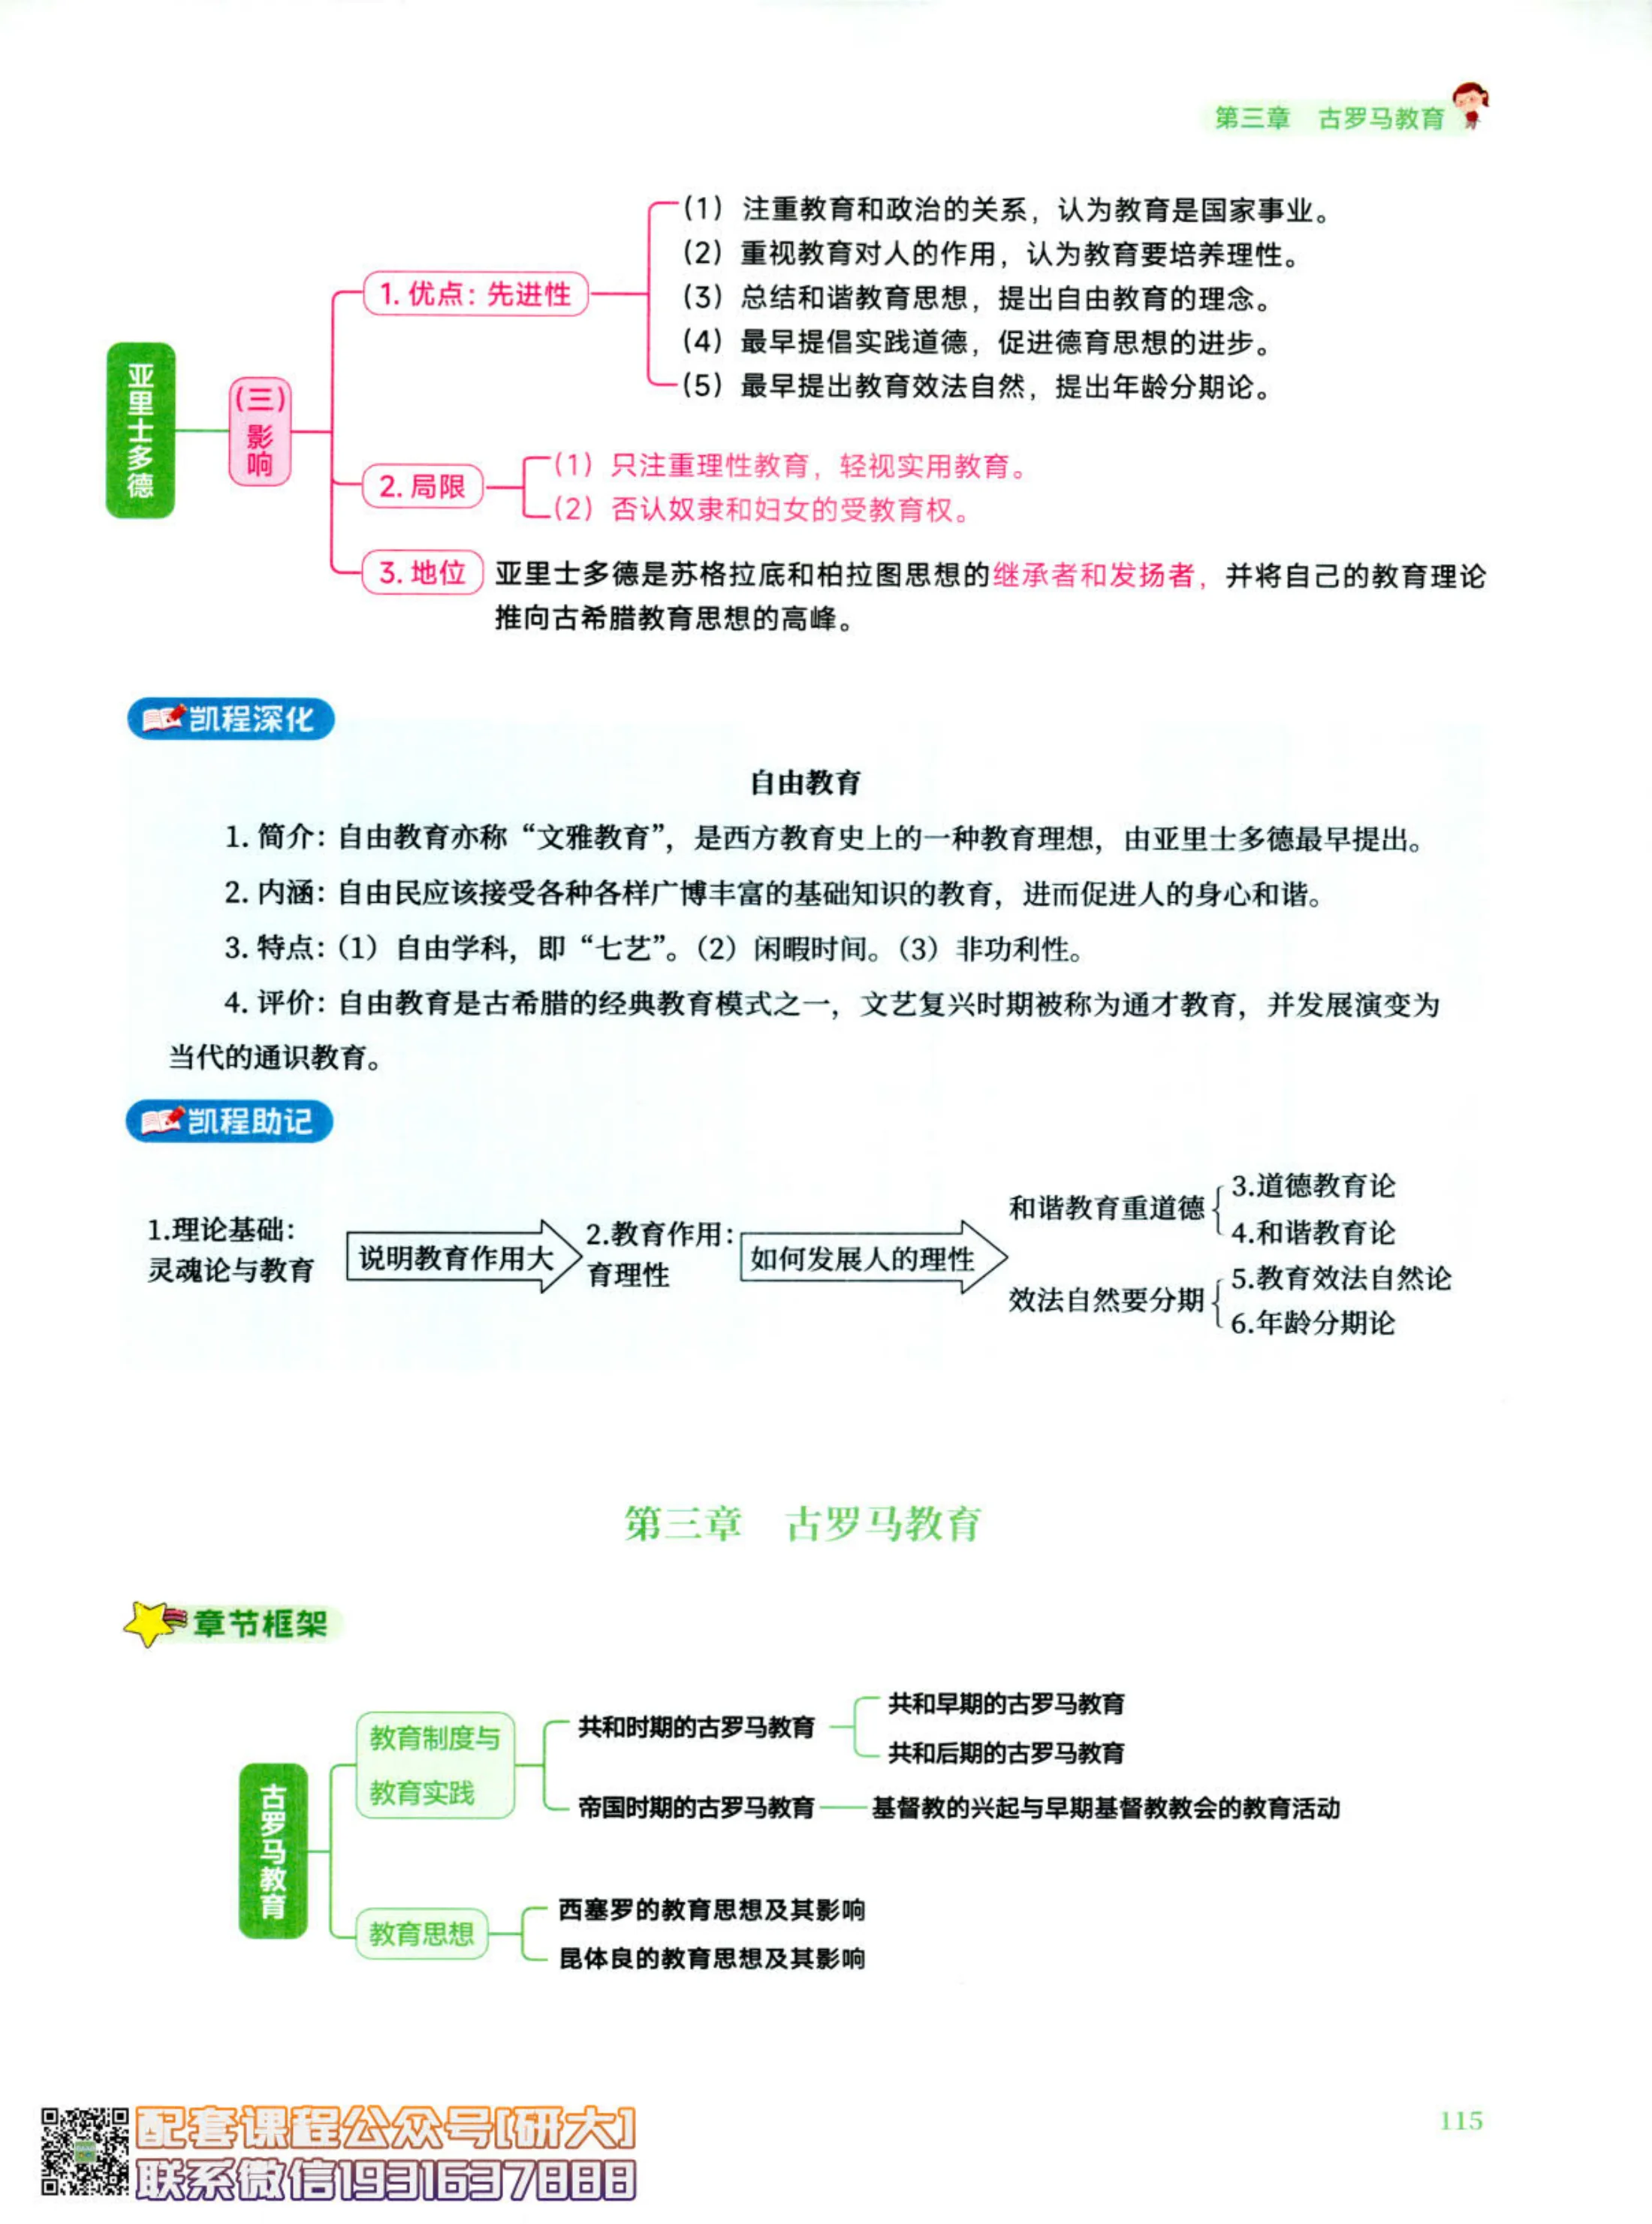 第三章 古罗马教育
亚里士多德
(三)影响
1. 优点：先进性
(1) 注重教育和政治的关系，认为教育是国家事业。
(2) 重视教育对人的作用，认为教育要培养理性。
(3) 总结和谐教育思想，提出自由教育的理念。
(4) 最早提倡实践道德，促进德育思想的进步。
(5) 最早提出教育效法自然，提出年龄分期论。
2. 局限
(1) 只注重理性教育，轻视实用教育。
(2) 否认奴隶和妇女的受教育权。
3. 地位
亚里士多德是苏格拉底和柏拉图思想的继承者和发扬者，并将自己的教育理论
推向古希腊教育思想的高峰。
凯程深化
自由教育
1. 简介：自由教育亦称“文雅教育”，是西方教育史上的一种教育理想，由亚里士多德最早提出。
2. 内涵：自由民应该接受各种各样广博丰富的基础知识的教育，进而促进人的身心和谐。
3. 特点：（1）自由学科，即“七艺”。（2）闲暇时间。（3）非功利性。
4. 评价：自由教育是古希腊的经典教育模式之一，文艺复兴时期被称为通才教育，并发展演变为
当代的通识教育。
凯程助记
1.理论基础：
灵魂论与教育
说明教育作用大
2.教育作用：
育理性
如何发展人的理性
和谐教育重道德
3.道德教育论
4.和谐教育论
效法自然要分期
5.教育效法自然论
6.年龄分期论
第三章 古罗马教育
章节框架
古罗马教育
教育制度与
教育实践
共和时期的古罗马教育
共和早期的古罗马教育
共和后期的古罗马教育
帝国时期的古罗马教育
基督教的兴起与早期基督教教会的教育活动
教育思想
西塞罗的教育思想及其影响
昆体良的教育思想及其影响
配套课程公众号[研大]
联系微信1931637888
115